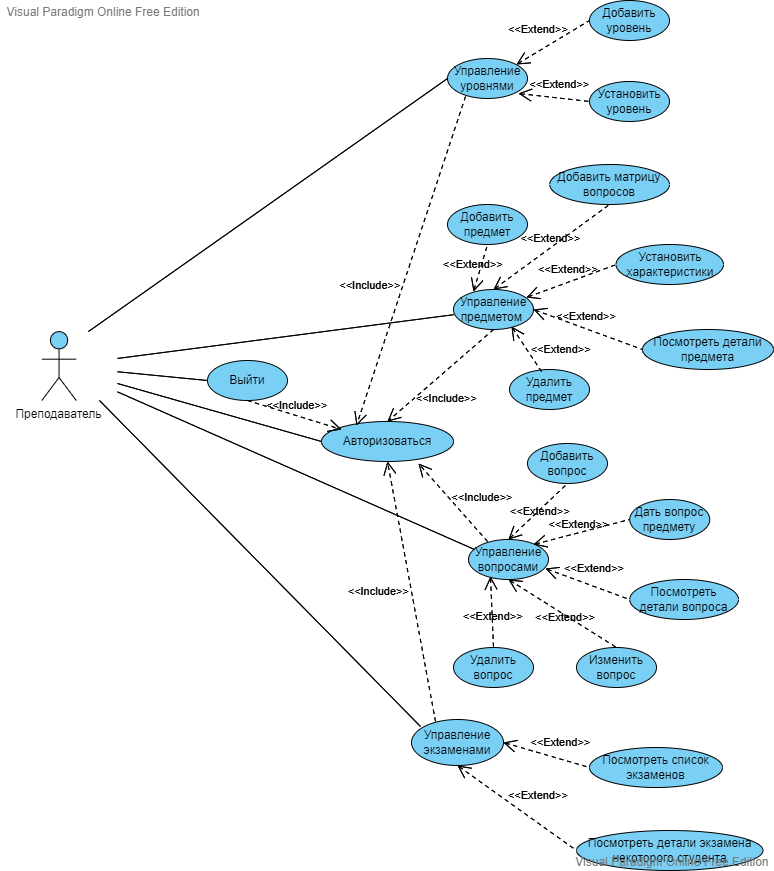 Visual Paradigm Online Free Edition
Добавить
уровень
<<Extend>>
Управление
уровнями
<<Extend>>
Установить
уровень
Добавить матрицу
вопросов
Добавить
предмет
<<Extend>>
<<Extend>>
Установить
характеристики
<<Extend>>
<<Include>>
Управление
предметом
<<Extend>>
Посмотреть детали
предмета
<<Extend>>
Удалить
предмет
Выйти
<<Include>>
<<Include>>
Преподаватель
Авторизоваться
Добавить
вопрос
<<Include>>
<<Extend>>
Дать вопрос
предмету
<<Extend>>
Управление
вопросами
<<Extend>>
Посмотреть
детали вопроса
<<Include>>
<<Extend>>
<<Extend>>
Удалить
вопрос
Изменить
вопрос
Управление
экзаменами
<<Extend>>
Посмотреть список
экзаменов
<<Extend>>
Посмотреть детали экзамена
некоторого студента
Visual Paradigm Online Free Edition